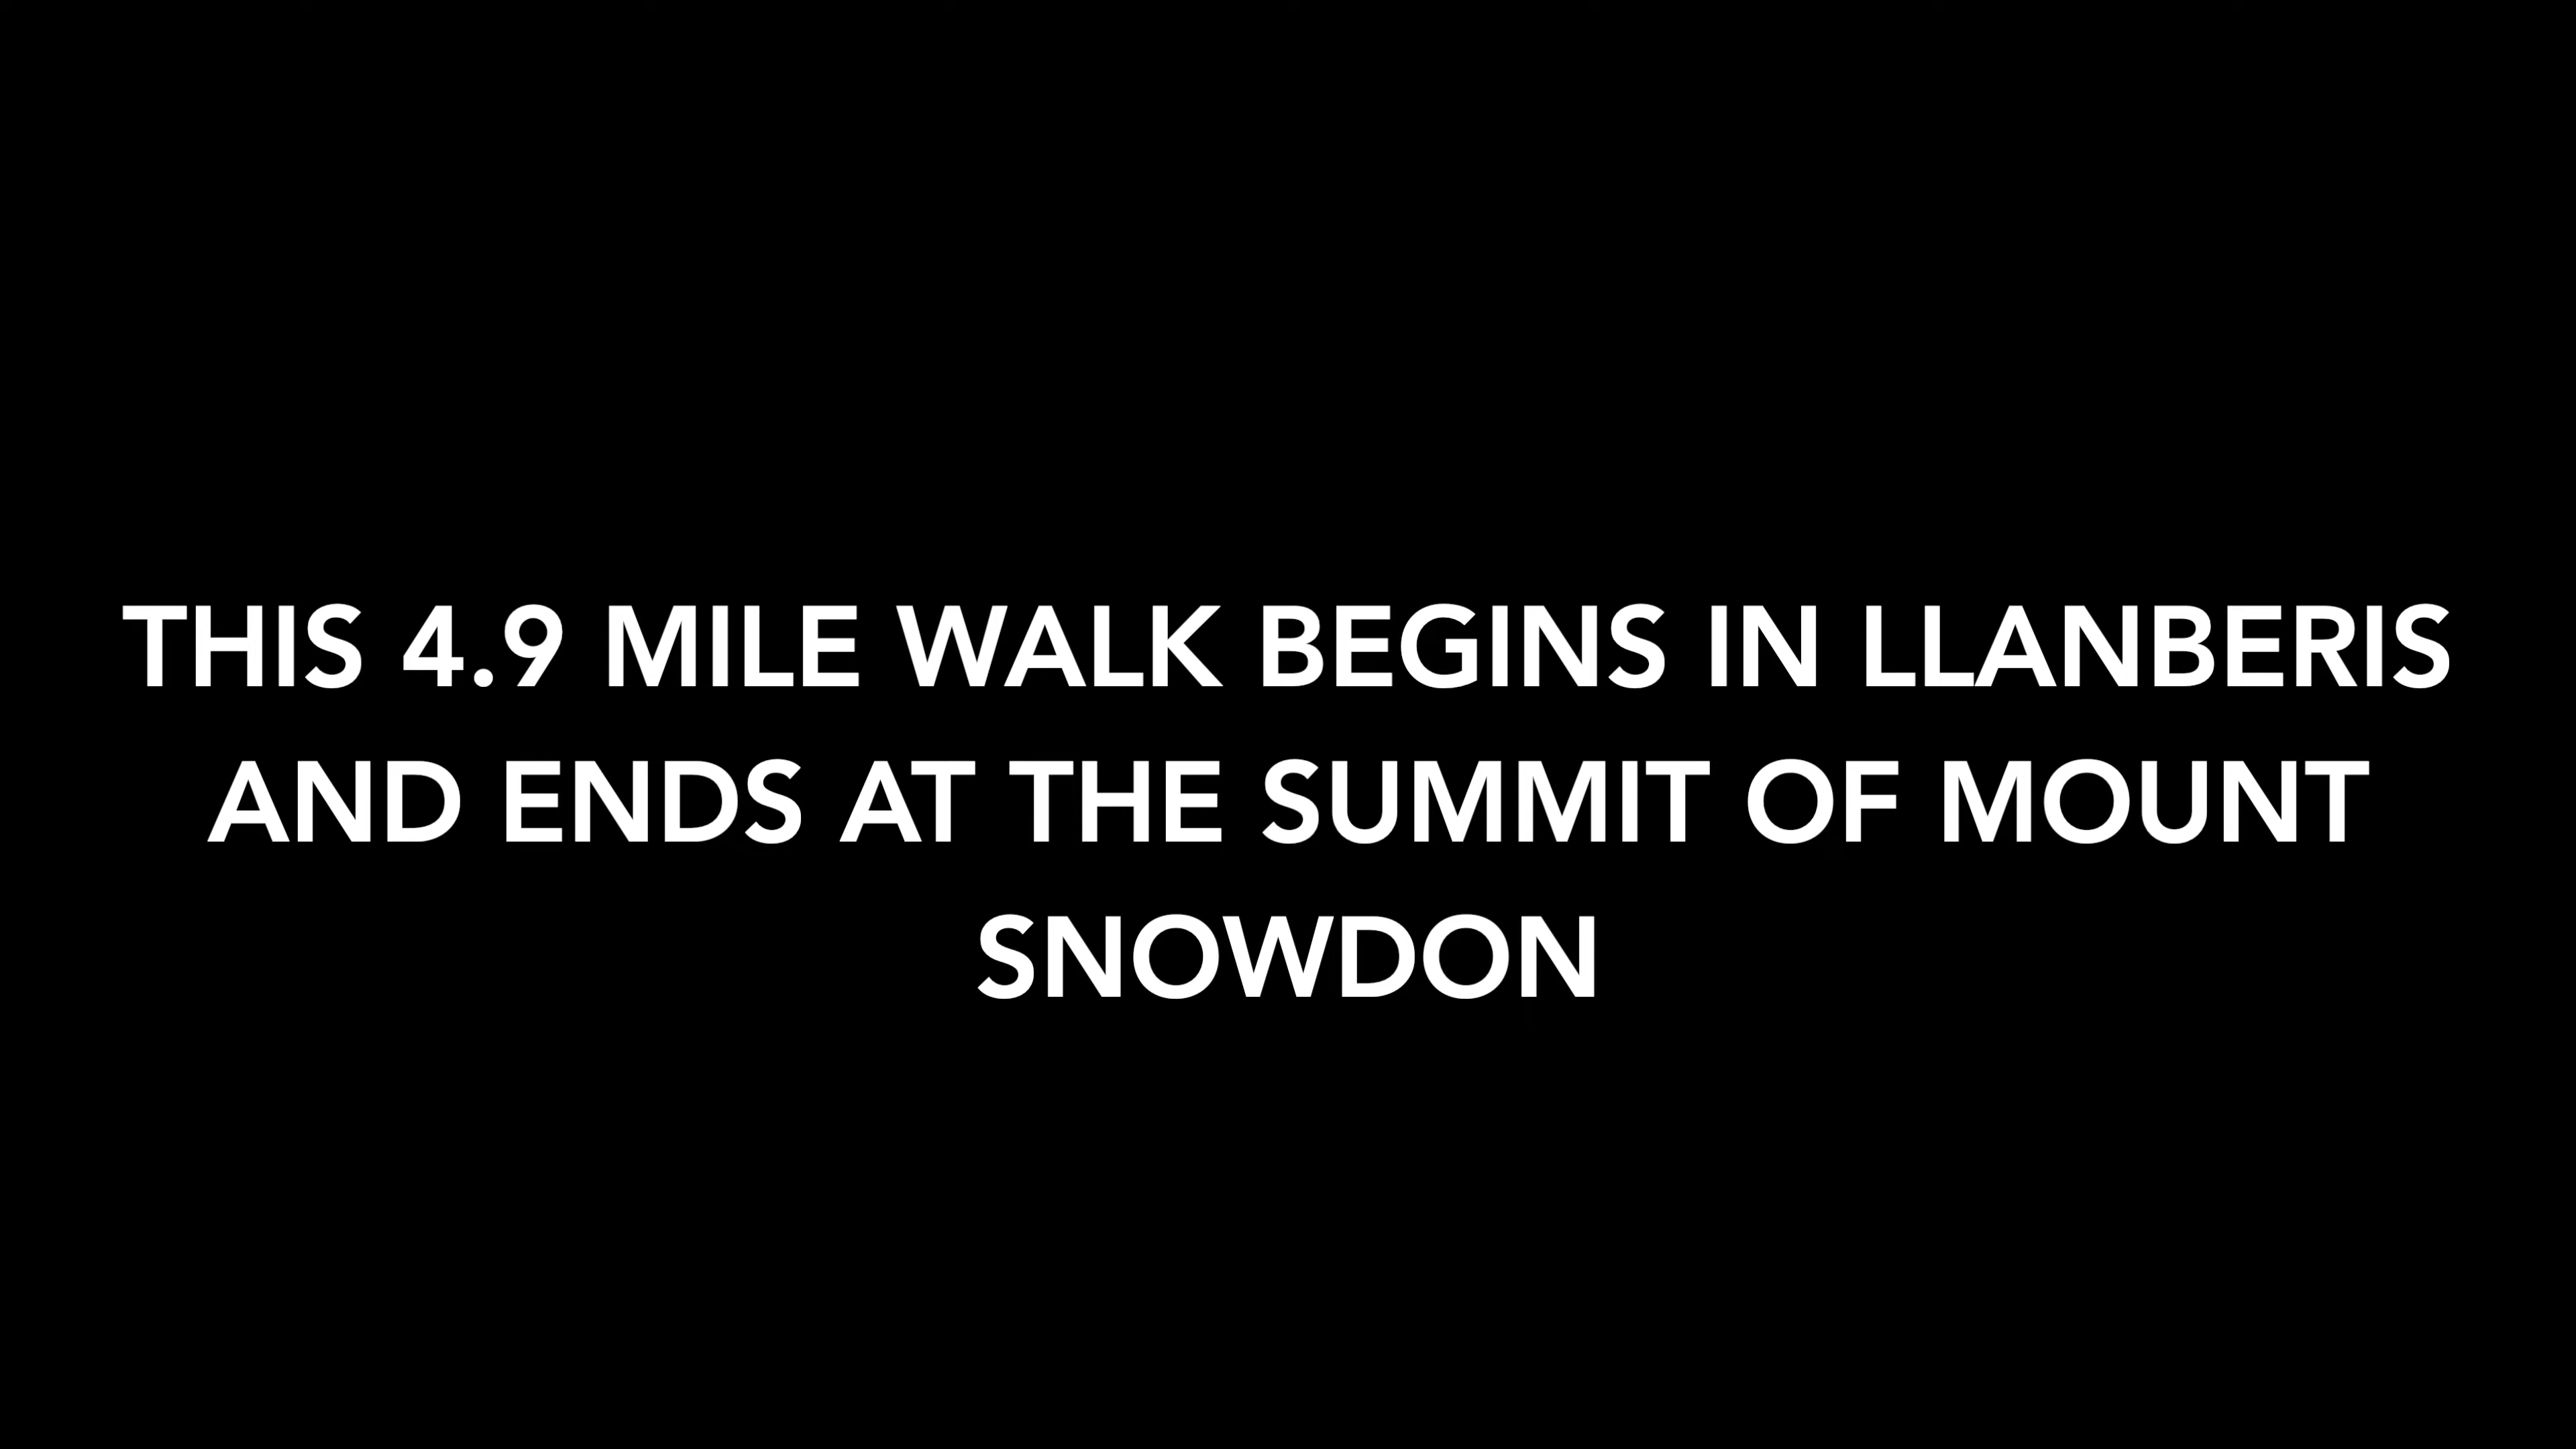 THIS 4.9 MILE WALK BEGINS IN LLANBERIS
AND ENDS AT THE SUMMIT OF MOUNT
SNOWDON